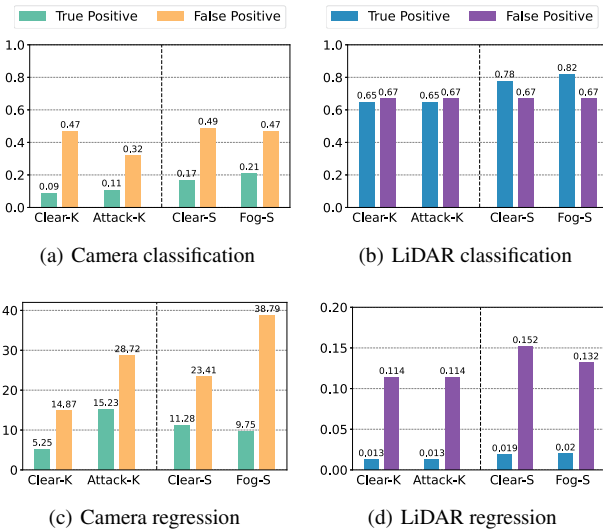 True Positive False Positive
True Positive False Positive
1.0
0.8
0.6
0.4
0.2
0.0
0.09 0.47 0.11 0.32 0.17 0.49 0.21 0.47
Clear-K Attack-K Clear-S Fog-S
(a) Camera classification
1.0
0.8
0.6
0.4
0.2
0.0
0.65 0.67 0.65 0.67 0.78 0.67 0.82 0.67
Clear-K Attack-K Clear-S Fog-S
(b) LiDAR classification
40
30
20
10
0
5.25 14.87 15.23 28.72 11.28 23.41 9.75 38.79
Clear-K Attack-K Clear-S Fog-S
(c) Camera regression
0.20
0.15
0.10
0.05
0.00
0.013 0.114 0.013 0.114 0.019 0.152 0.02 0.132
Clear-K Attack-K Clear-S Fog-S
(d) LiDAR regression